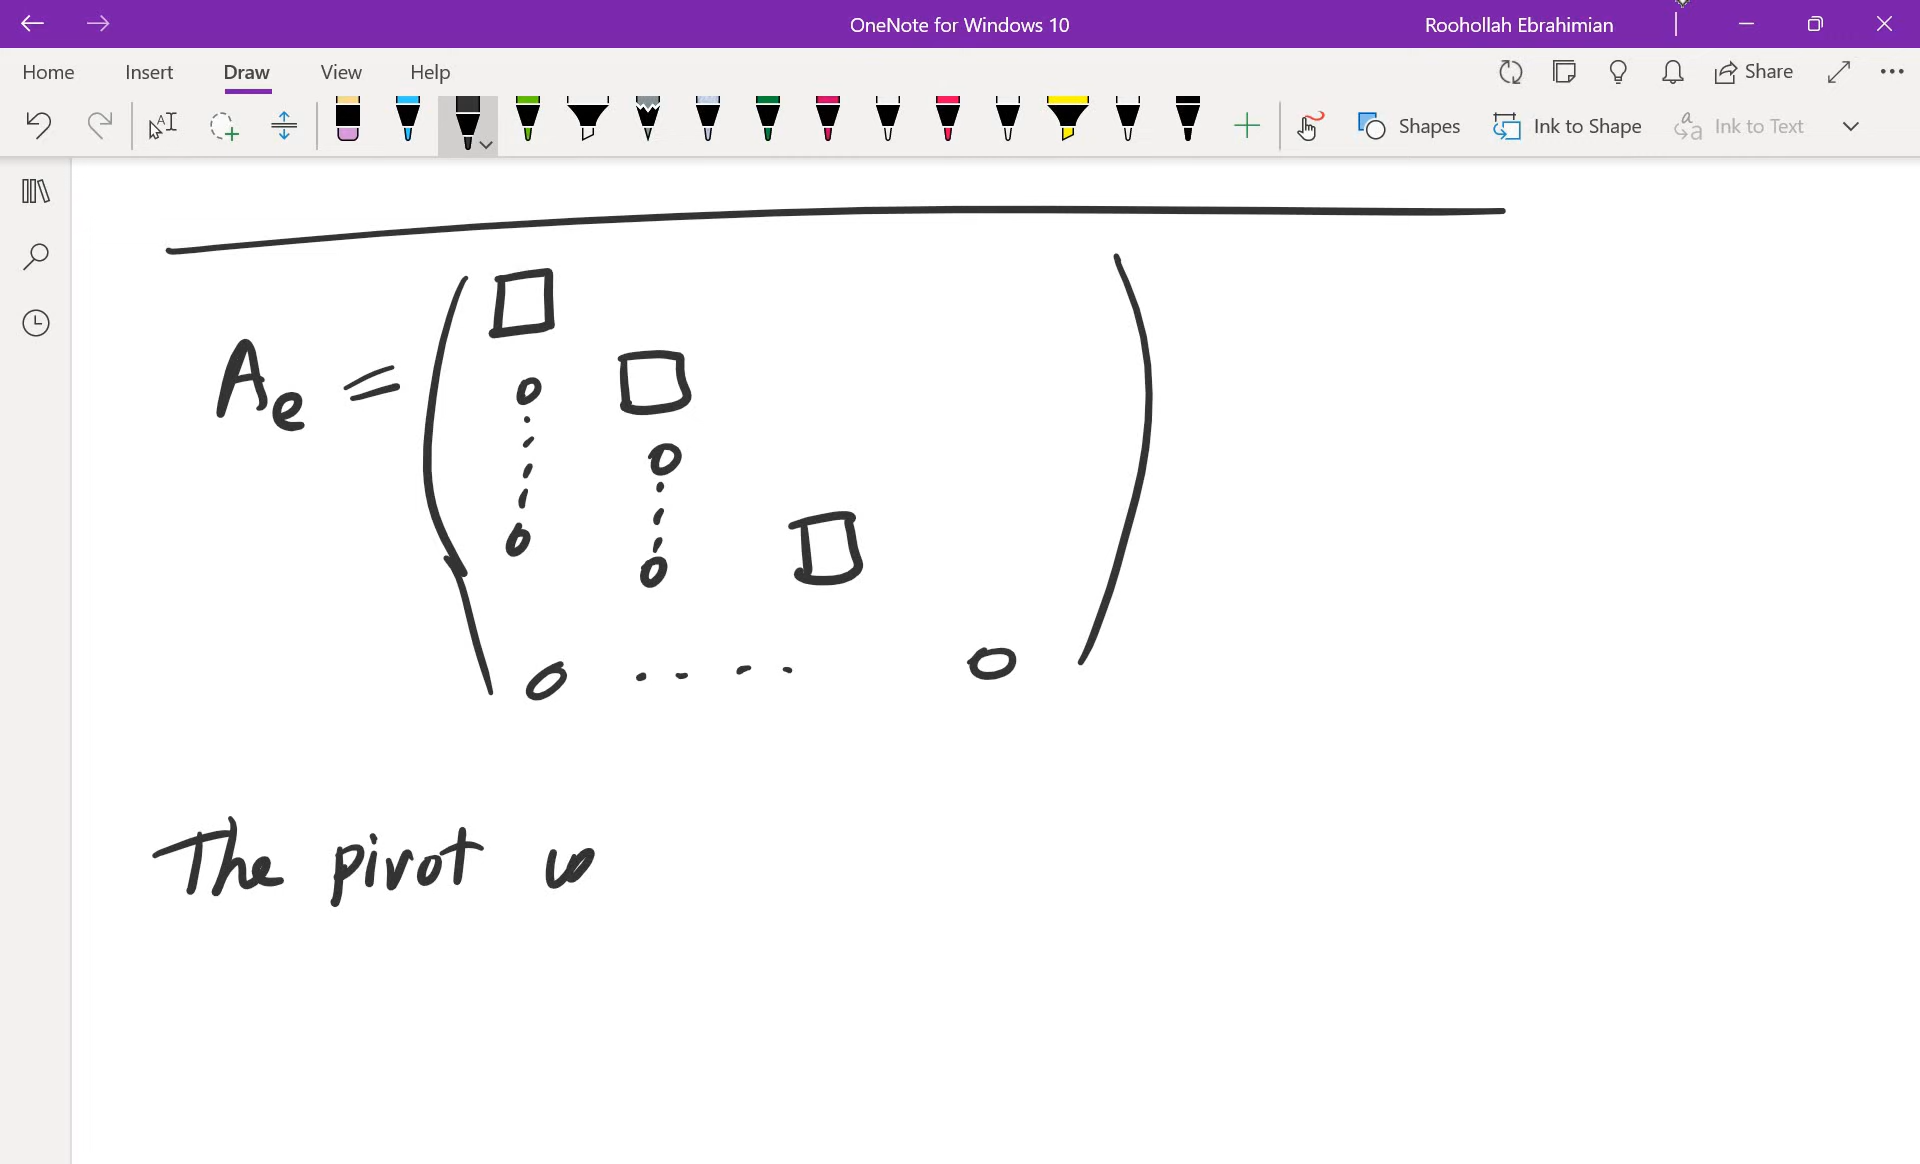 OneNote for Windows 10
Roohollah Ebrahimian
Home Insert Draw View Help
Share
Shapes Ink to Shape Ink to Text
A_e = ( □
0 □
0
0 0 □
0 . . . . 0 )
The pivot